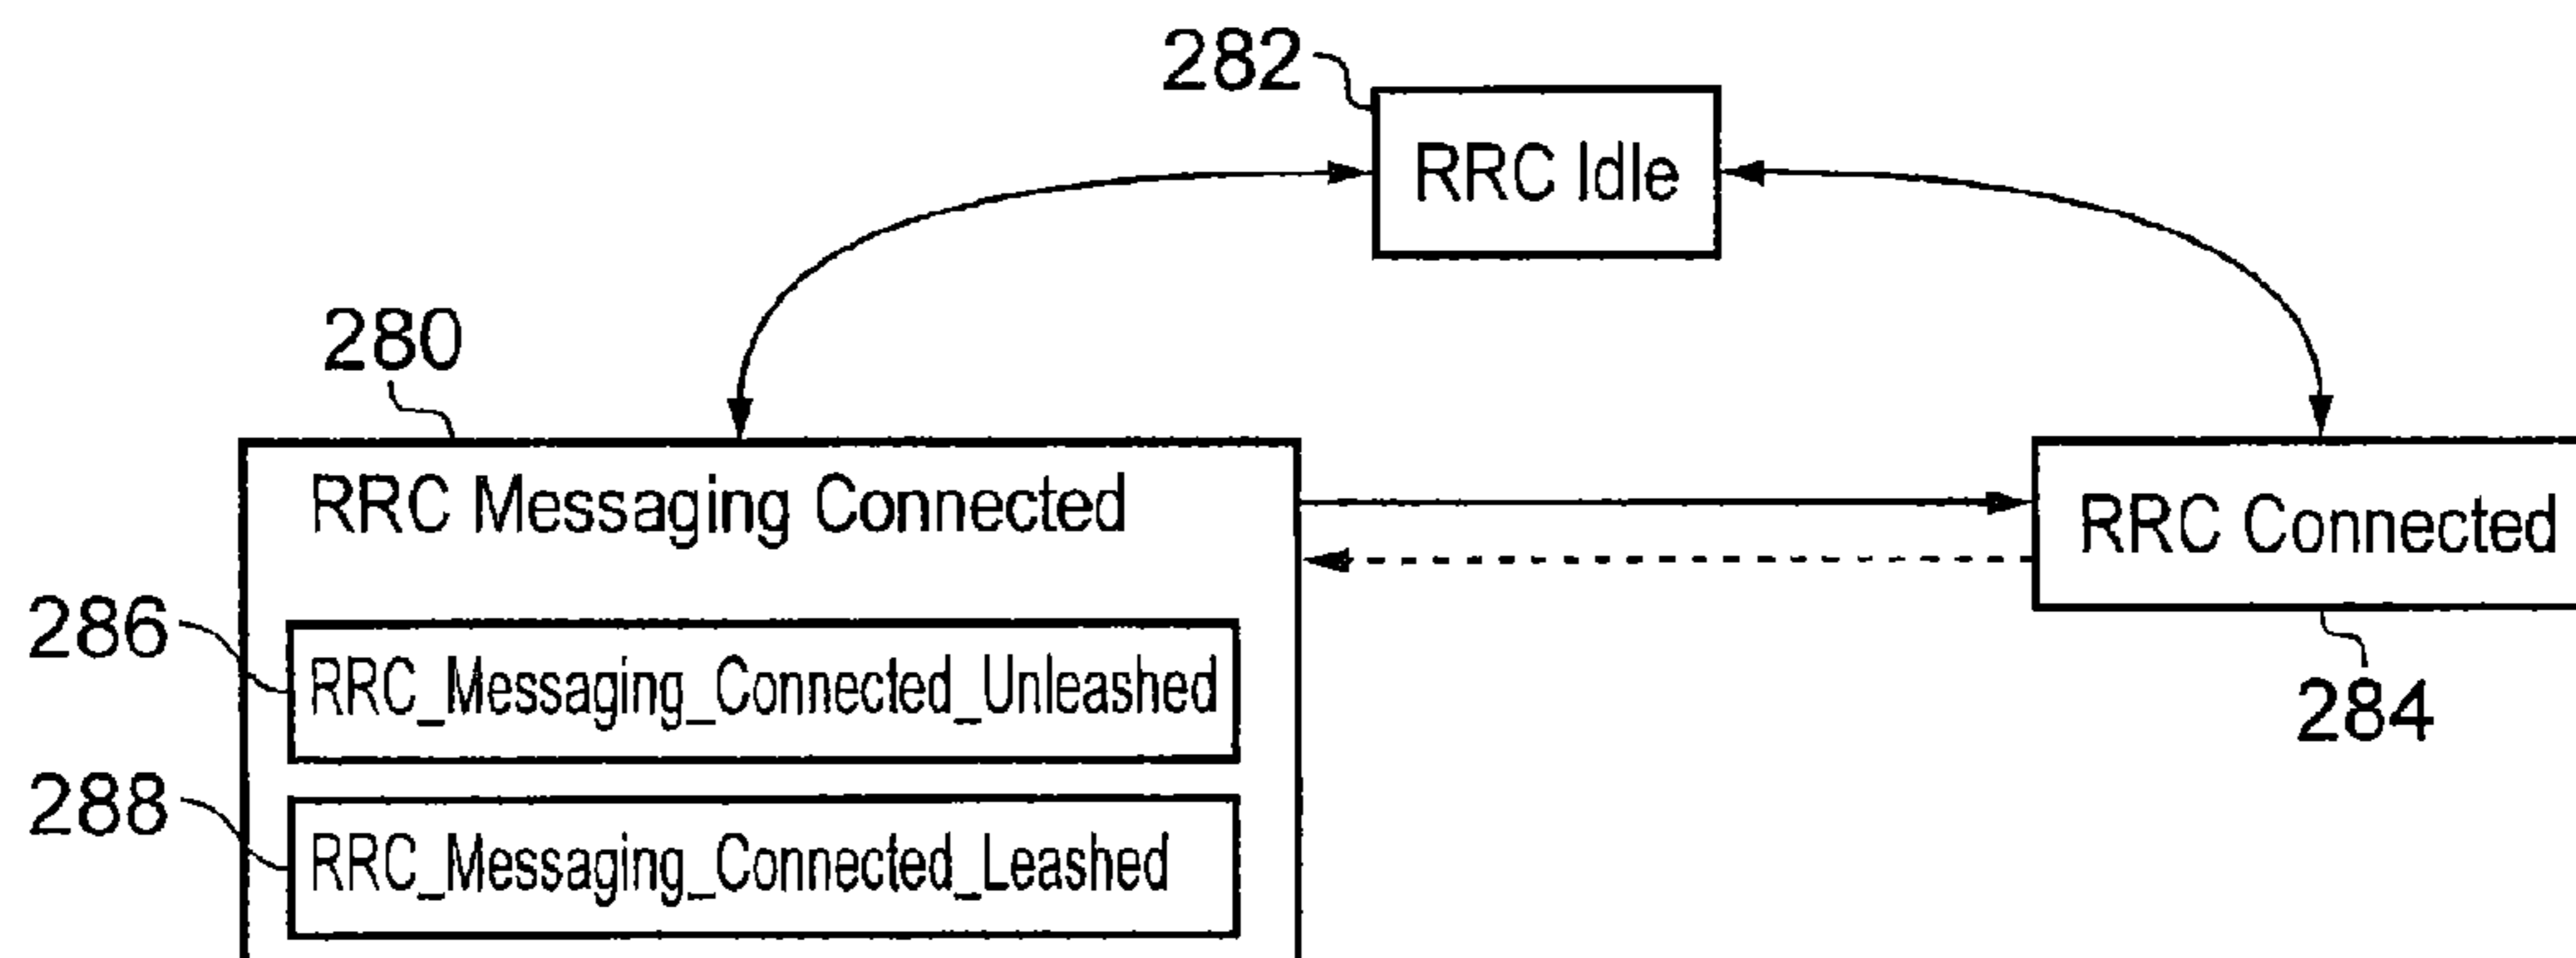 282
RRC Idle
280
RRC Messaging Connected
RRC Connected
286
RRC_Messaging_Connected_Unleashed
284
288
RRC_Messaging_Connected_Leashed